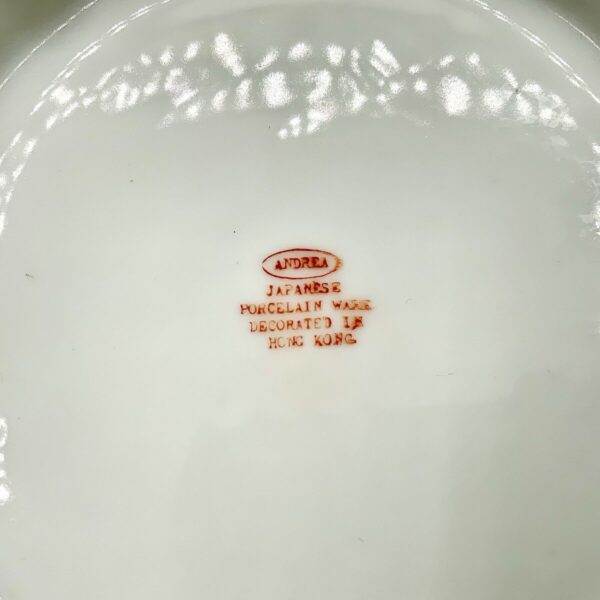 ANDREA
JAPANESE
PORCELAIN WARE
DECORATED IN
HONG KONG